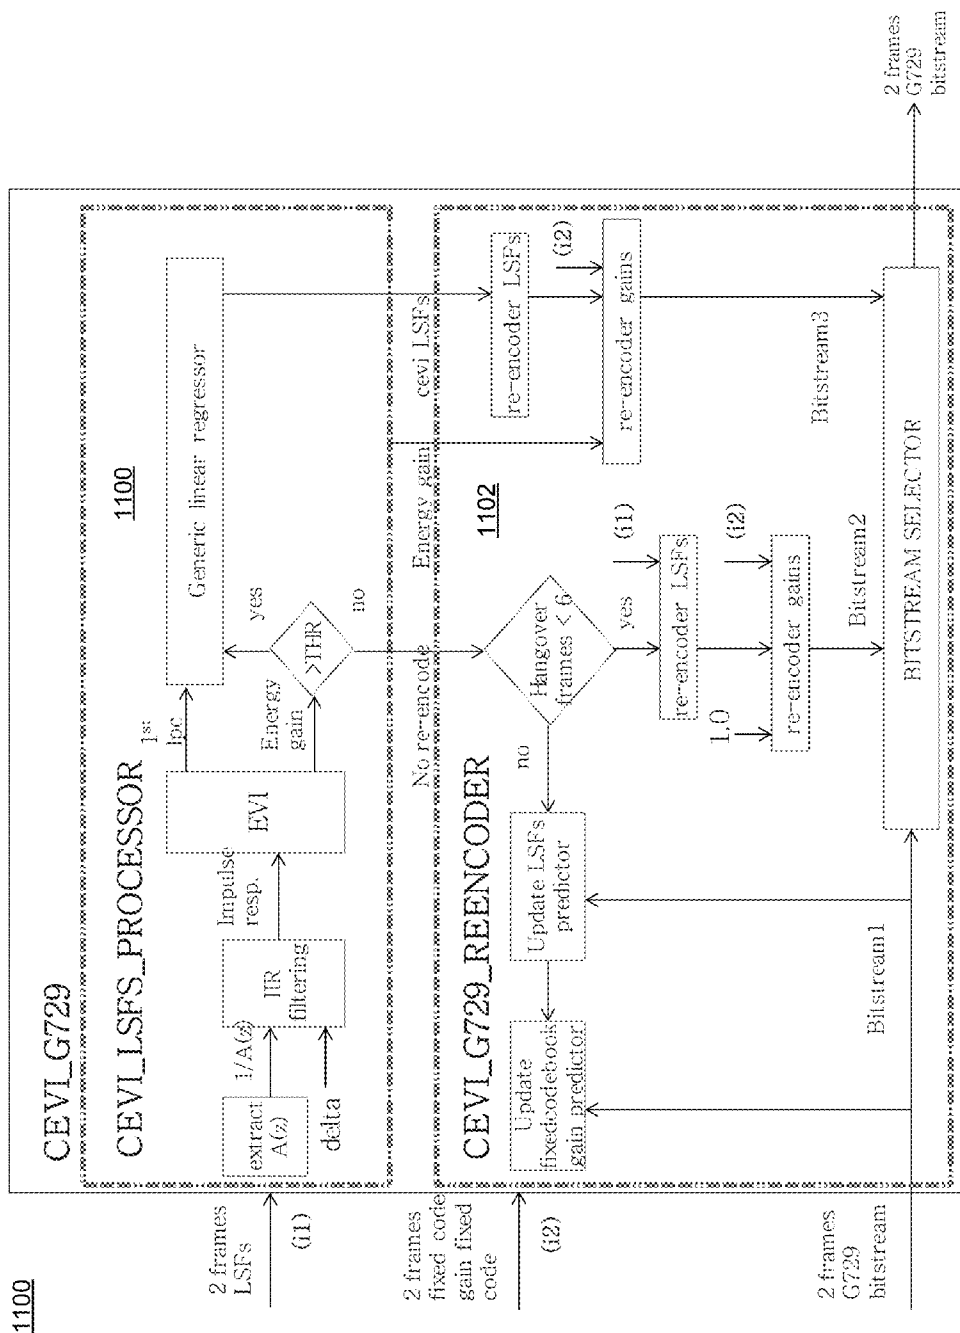 1100
CEVI_G729
CEVI_LSFS_PROCESSOR
2 frames
LSFs
(i1)
extract
A(z)
1/A(z)
delta
IIR
filtering
Impulse
resp.
EVI
1st
lpc
Energy
gain
>THR
yes
no
Generic linear regressor
1100
No re-encode
Energy gain
cevi LSFs
CEVI_G729_REENCODER
2 frames
fixed code
gain fixed
code
(i2)
Update
fixedcodebook
gain predictor
Update LSFs
predictor
no
Hangover
frames < 6
yes
(i1)
re-encoder LSFs
1.0
(i2)
re-encoder gains
Bitstream2
1102
re-encoder LSFs
(i2)
re-encoder gains
Bitstream3
2 frames
G729
bitstream
Bitstream1
BITSTREAM SELECTOR
2 frames
G729
bitstream